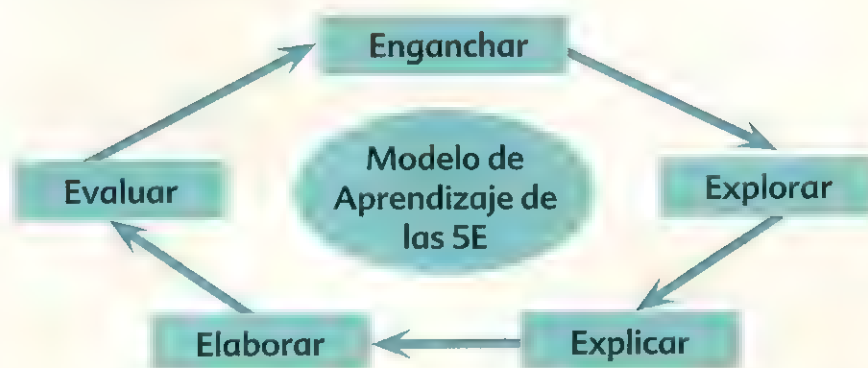 Enganchar
Modelo de
Aprendizaje de
las 5E
Evaluar
Explorar
Elaborar
Explicar